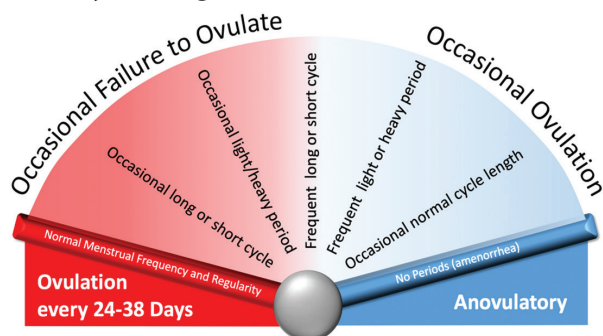 Occasional Failure to Ovulate
Occasional Ovulation
Occasional long or short cycle
Occasional light/heavy period
Frequent long or short cycle
Frequent light or heavy period
Occasional normal cycle length
Normal Menstrual Frequency and Regularity
No Periods (amenorrhea)
Ovulation
every 24-38 Days
Anovulatory